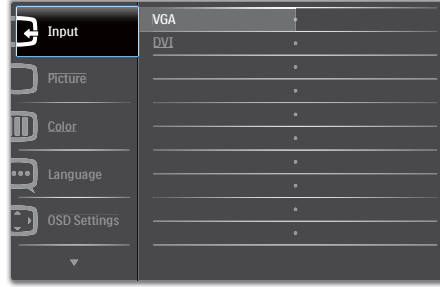 Input
Picture
Color
Language
OSD Settings
VGA
DVI